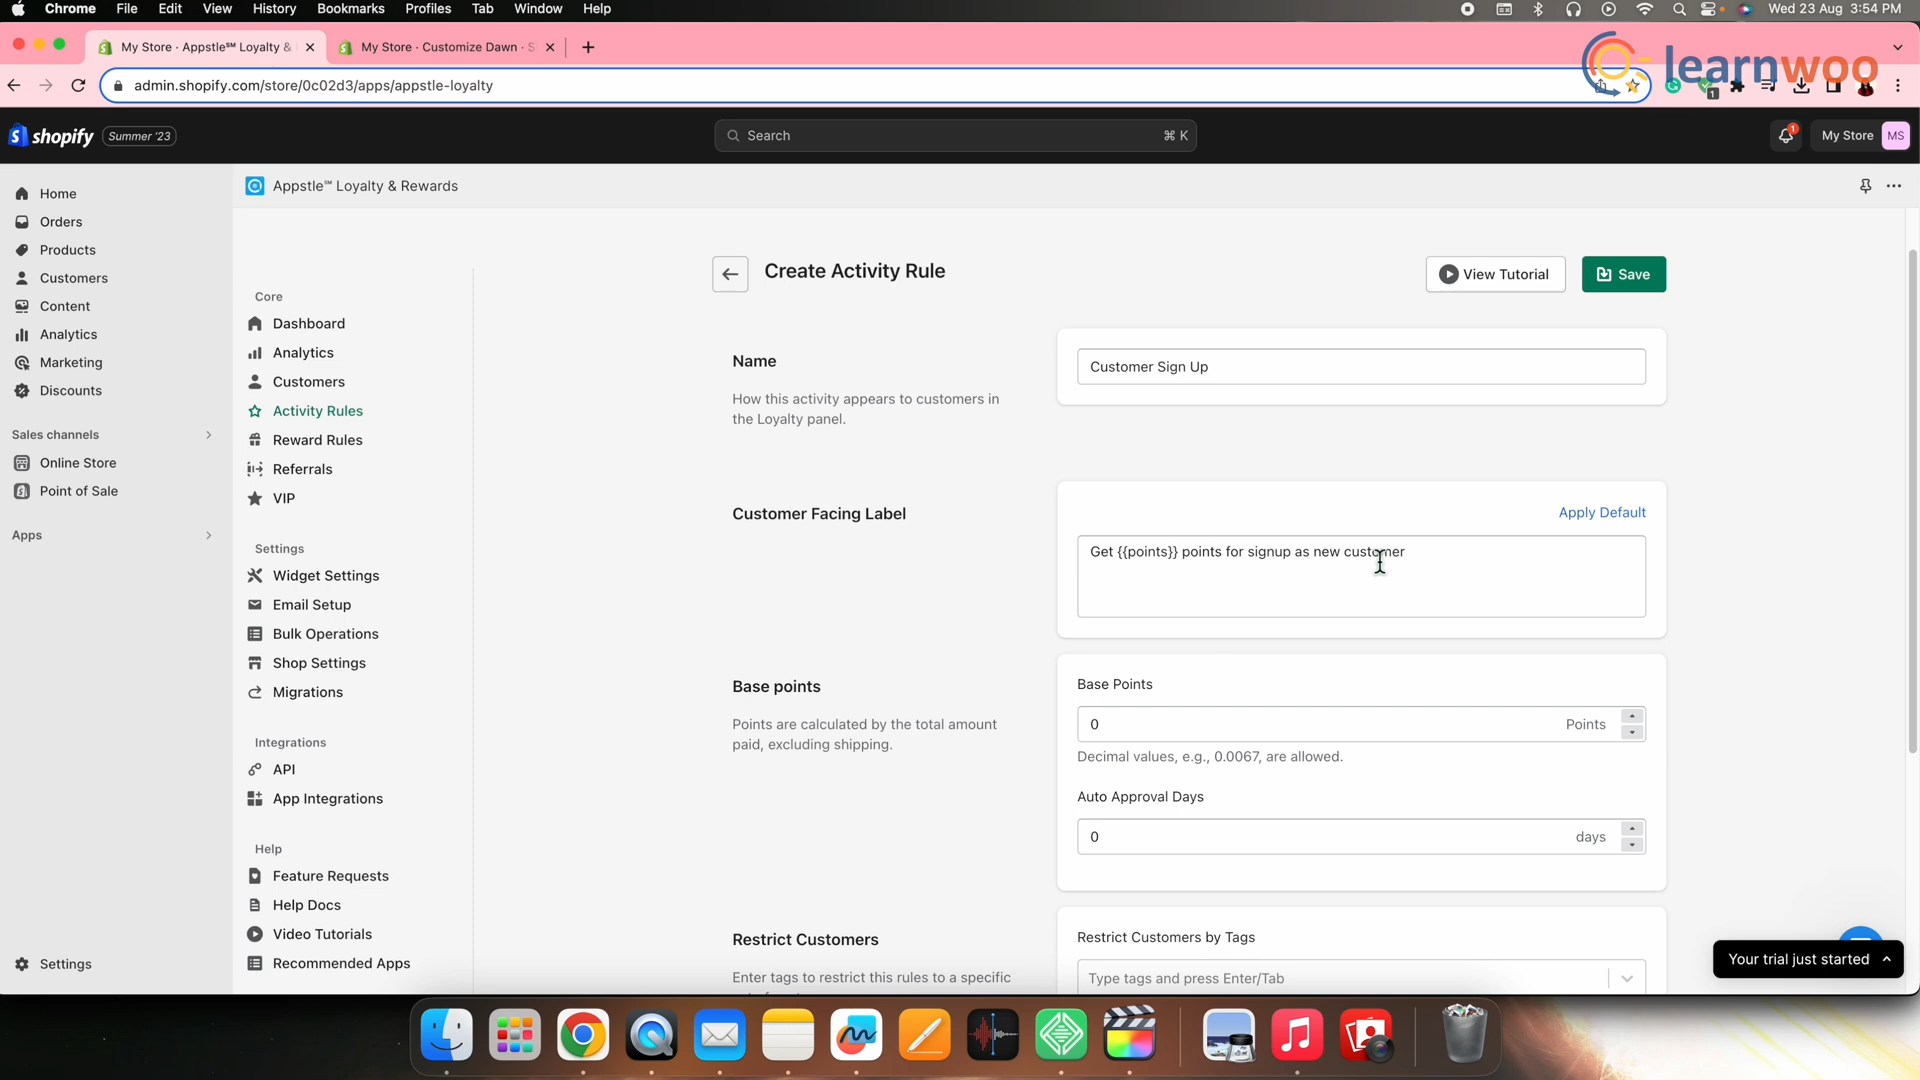 Chrome File Edit View History Bookmarks Profiles Tab Window Help Wed 23 Aug 3:54 PM
My Store · Appstle℠ Loyalty & My Store · Customize Dawn · S
admin.shopify.com/store/0c02d3/apps/appstle-loyalty
learnwoo
1
shopify Summer '23 Search ⌘ K 1 My Store MS
Appstle™ Loyalty & Rewards
Home
Orders
Products
Customers
Content
Analytics
Marketing
Discounts
Sales channels
Online Store
Point of Sale
Apps
Settings
Core
Dashboard
Analytics
Customers
Activity Rules
Reward Rules
Referrals
VIP
Settings
Widget Settings
Email Setup
Bulk Operations
Shop Settings
Migrations
Integrations
API
App Integrations
Help
Feature Requests
Help Docs
Video Tutorials
Recommended Apps
Create Activity Rule
View Tutorial
Save
Name
How this activity appears to customers in
the Loyalty panel.
Customer Sign Up
Customer Facing Label
Apply Default
Get {{points}} points for signup as new customer
Base points
Points are calculated by the total amount
paid, excluding shipping.
Base Points
0 Points
Decimal values, e.g., 0.0067, are allowed.
Auto Approval Days
0 days
Restrict Customers
Enter tags to restrict this rules to a specific
Restrict Customers by Tags
Type tags and press Enter/Tab
Your trial just started